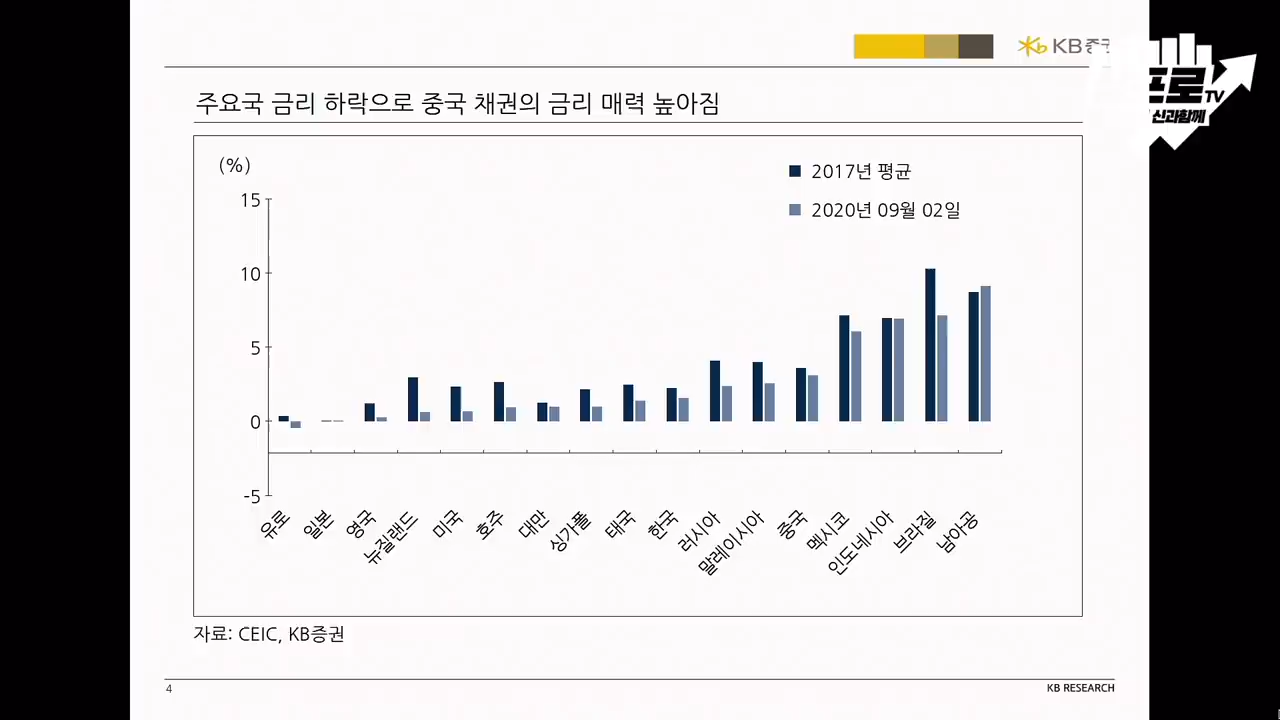 KB증권
프로TV
신과함께
주요국 금리 하락으로 중국 채권의 금리 매력 높아짐
(%)
2017년 평균
2020년 09월 02일
15
10
5
0
-5
유로
일본
영국
뉴질랜드
미국
호주
대만
싱가폴
태국
한국
러시아
말레이시아
중국
멕시코
인도네시아
브라질
남아공
자료: CEIC, KB증권
4
KB RESEARCH